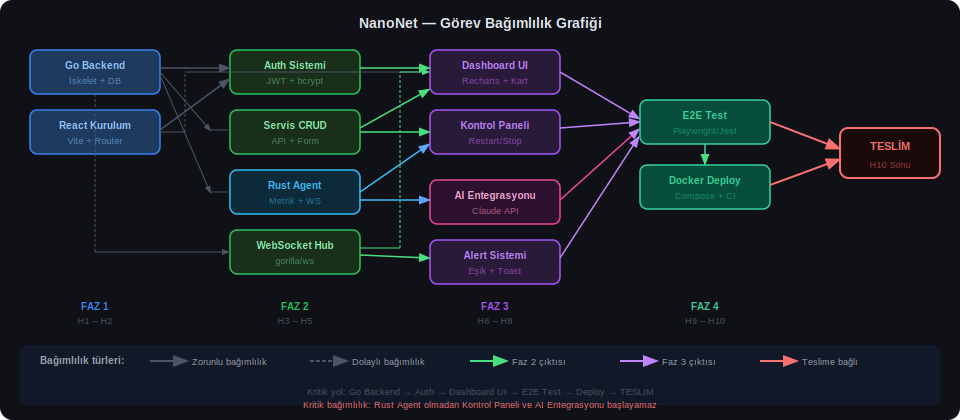 NanoNet — Görev Bağımlılık Grafiği
Go Backend
İskelet + DB
React Kurulum
Vite + Router
Auth Sistemi
JWT + bcrypt
Servis CRUD
API + Form
Rust Agent
Metrik + WS
WebSocket Hub
gorilla/ws
Dashboard UI
Recharts + Kart
Kontrol Paneli
Restart/Stop
AI Entegrasyonu
Claude API
Alert Sistemi
Eşik + Toast
E2E Test
Playwright/Jest
Docker Deploy
Compose + CI
TESLİM
H10 Sonu
FAZ 1
H1 – H2
FAZ 2
H3 – H5
FAZ 3
H6 – H8
FAZ 4
H9 – H10
Bağımlılık türleri:
Zorunlu bağımlılık
Dolaylı bağımlılık
Faz 2 çıktısı
Faz 3 çıktısı
Teslime bağlı
Kritik yol: Go Backend → Auth → Dashboard UI → E2E Test → Deploy → TESLİM
Kritik bağımlılık: Rust Agent olmadan Kontrol Paneli ve AI Entegrasyonu başlayamaz